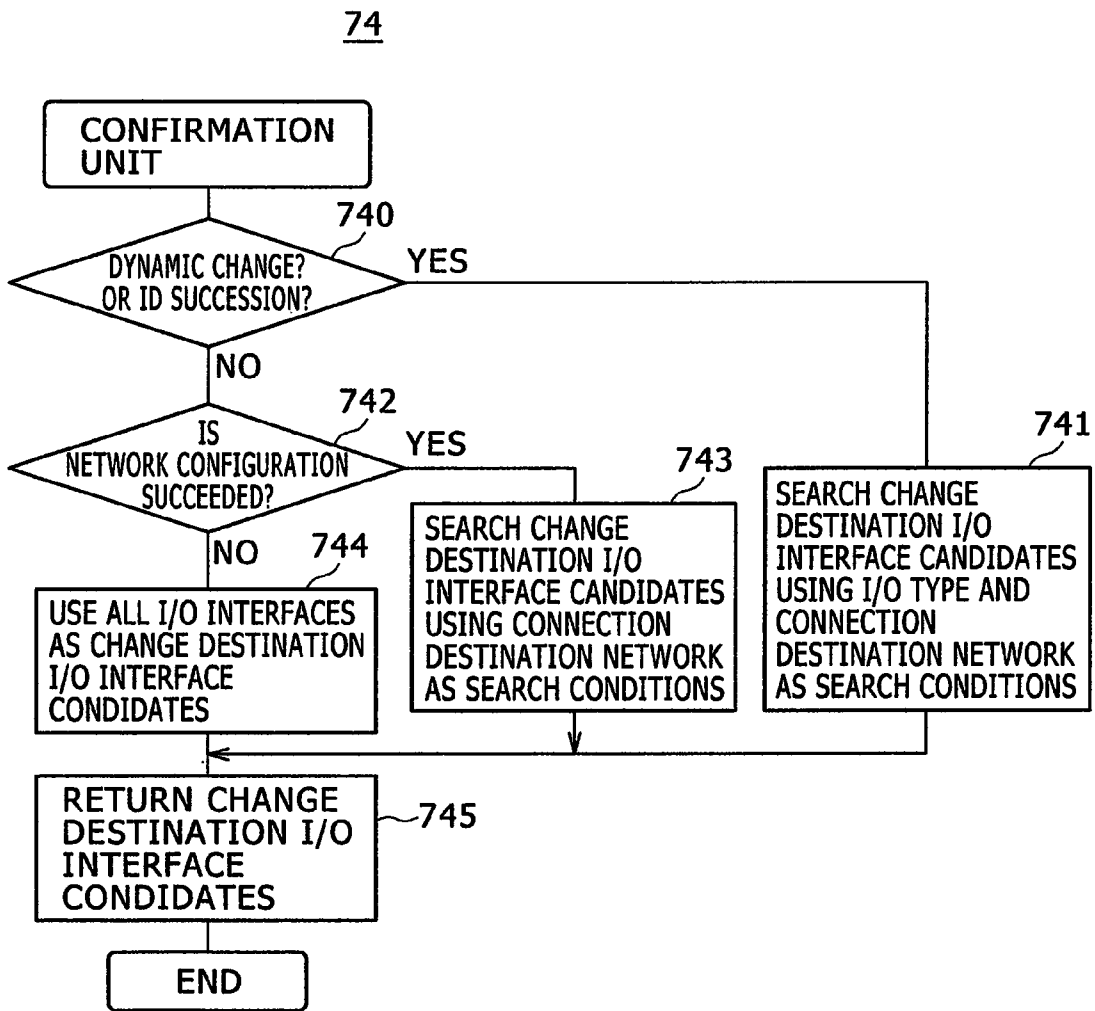 74
CONFIRMATION
UNIT
740
DYNAMIC CHANGE?
OR ID SUCCESSION?
YES
NO
742
IS
NETWORK CONFIGURATION
SUCCEEDED?
YES
NO
741
SEARCH CHANGE
DESTINATION I/O
INTERFACE CANDIDATES
USING I/O TYPE AND
CONNECTION
DESTINATION NETWORK
AS SEARCH CONDITIONS
743
SEARCH CHANGE
DESTINATION I/O
INTERFACE CANDIDATES
USING CONNECTION
DESTINATION NETWORK
AS SEARCH CONDITIONS
744
USE ALL I/O INTERFACES
AS CHANGE DESTINATION
I/O INTERFACE
CONDIDATES
RETURN CHANGE
DESTINATION I/O
INTERFACE
CONDIDATES
745
END